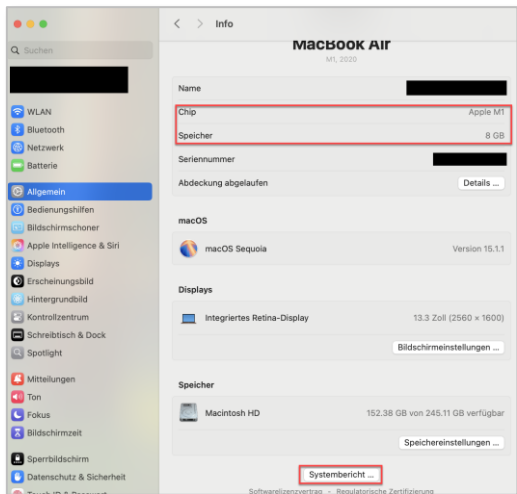 Info
Suchen
MacBook Air
M1, 2020
Name
Chip Apple M1
Speicher 8 GB
Seriennummer
Abdeckung abgelaufen Details ...
macOS
macOS Sequoia Version 15.1.1
Displays
Integriertes Retina-Display 13.3 Zoll (2560 × 1600)
Bildschirmeinstellungen ...
Speicher
Macintosh HD 152.38 GB von 245.11 GB verfügbar
Speichereinstellungen ...
Systembericht ...
Softwarelizenzvertrag - Regulatorische Zertifizierung
WLAN
Bluetooth
Netzwerk
Batterie
Allgemein
Bedienungshilfen
Bildschirmschoner
Apple Intelligence & Siri
Displays
Erscheinungsbild
Hintergrundbild
Kontrollzentrum
Schreibtisch & Dock
Spotlight
Mitteilungen
Ton
Fokus
Bildschirmzeit
Sperrbildschirm
Datenschutz & Sicherheit
Touch ID & Passwort